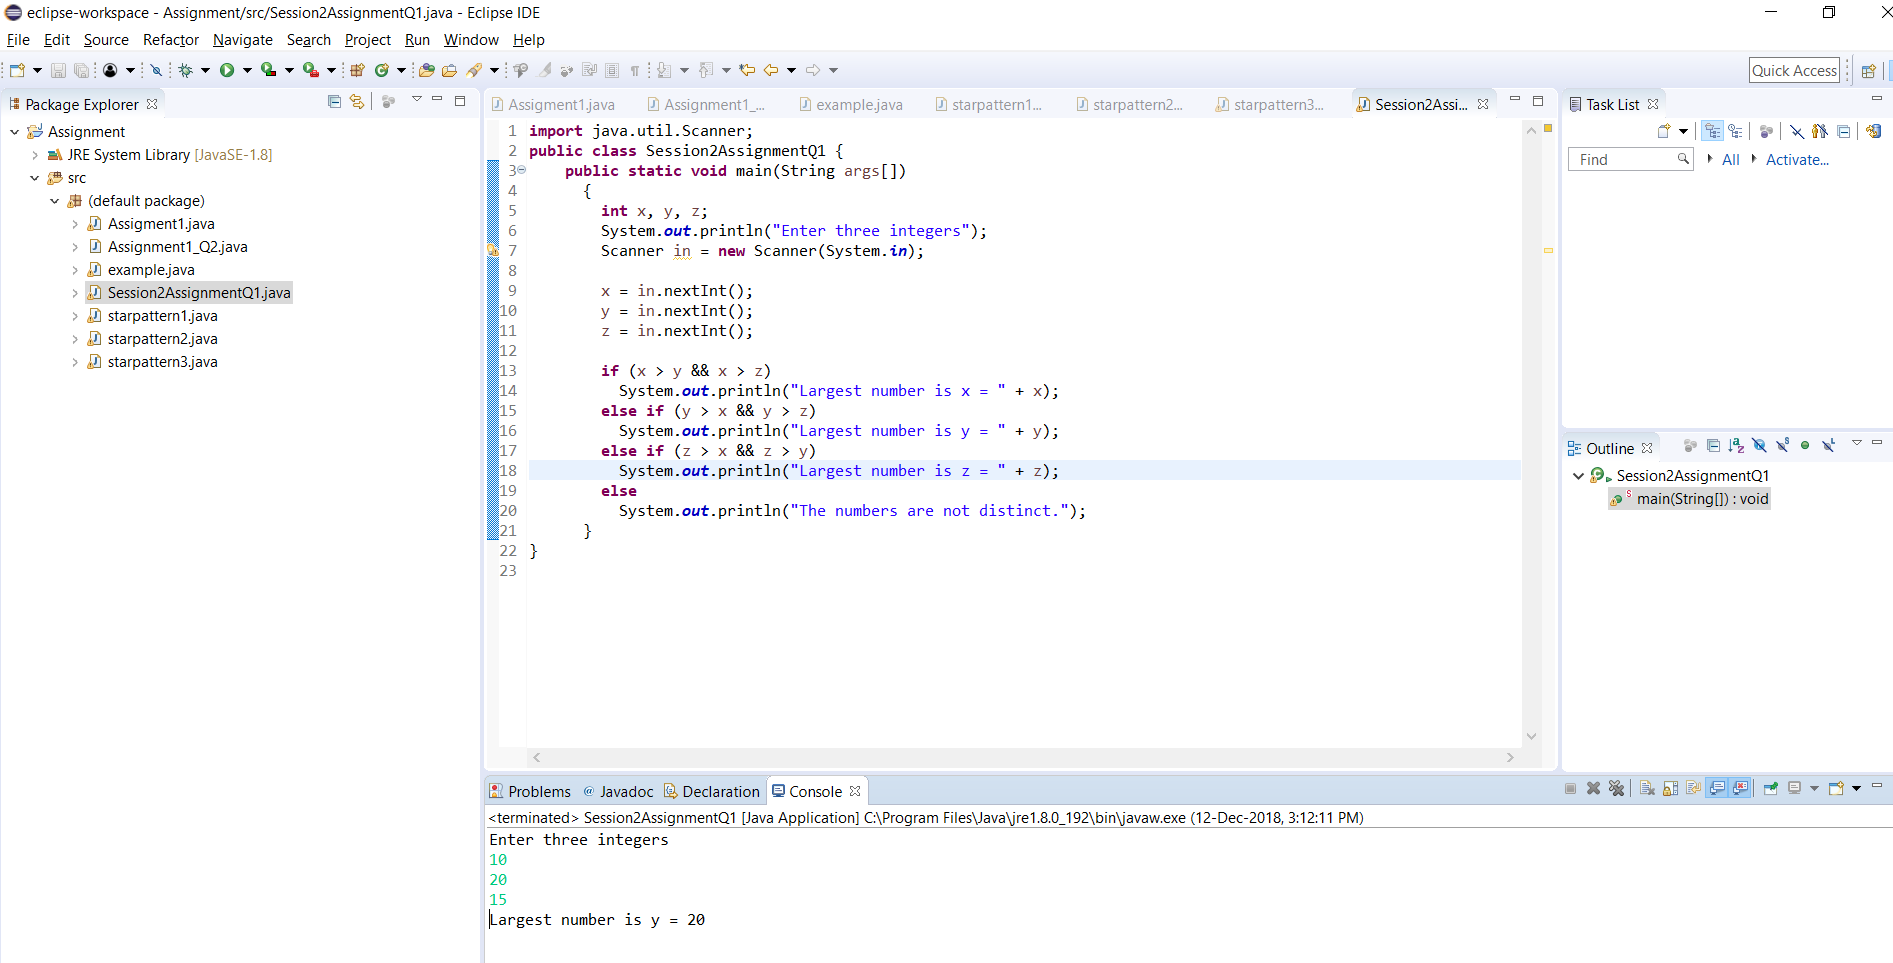 eclipse-workspace - Assignment/src/Session2AssignmentQ1.java - Eclipse IDE
File Edit Source Refactor Navigate Search Project Run Window Help
Quick Access
Package Explorer
Assignment
JRE System Library [JavaSE-1.8]
src
(default package)
Assigment1.java
Assignment1_Q2.java
example.java
Session2AssignmentQ1.java
starpattern1.java
starpattern2.java
starpattern3.java
Assigment1.java Assignment1_... example.java starpattern1... starpattern2... starpattern3... Session2Assi...
1 import java.util.Scanner;
2 public class Session2AssignmentQ1 {
3     public static void main(String args[])
4       {
5         int x, y, z;
6         System.out.println("Enter three integers");
7         Scanner in = new Scanner(System.in);
8
9         x = in.nextInt();
10         y = in.nextInt();
11         z = in.nextInt();
12
13         if (x > y && x > z)
14           System.out.println("Largest number is x = " + x);
15         else if (y > x && y > z)
16           System.out.println("Largest number is y = " + y);
17         else if (z > x && z > y)
18           System.out.println("Largest number is z = " + z);
19         else
20           System.out.println("The numbers are not distinct.");
21       }
22 }
23
Task List
Find All Activate...
Outline
Session2AssignmentQ1
main(String[]) : void
Problems @ Javadoc Declaration Console
<terminated> Session2AssignmentQ1 [Java Application] C:\Program Files\Java\jre1.8.0_192\bin\javaw.exe (12-Dec-2018, 3:12:11 PM)
Enter three integers
10
20
15
Largest number is y = 20